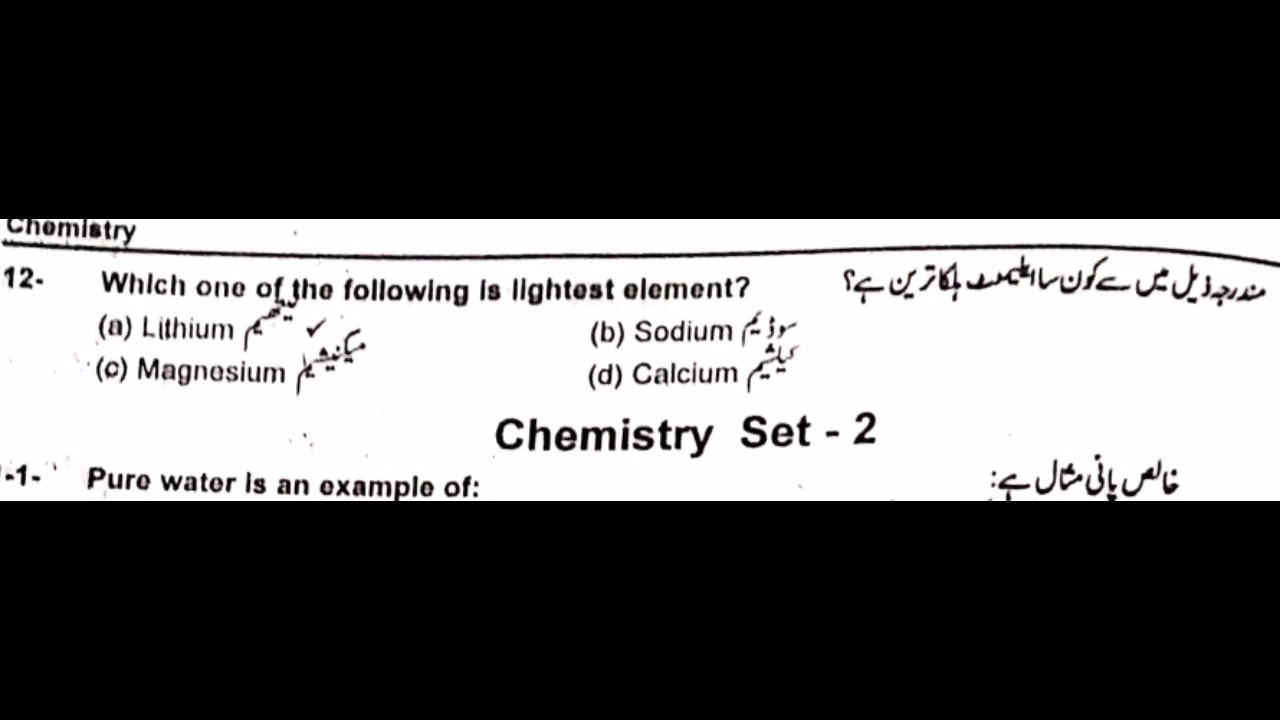 Chemistry
12- Which one of the following is lightest element? مندرجہ ذیل میں سے کون سا ایلیمنٹ ہلکا ترین ہے؟
(a) Lithium لیتھیم ✓ (b) Sodium سوڈیم
(c) Magnesium میگنیشیم (d) Calcium کیلشیم
Chemistry Set - 2
-1- Pure water is an example of: خالص پانی مثال ہے: